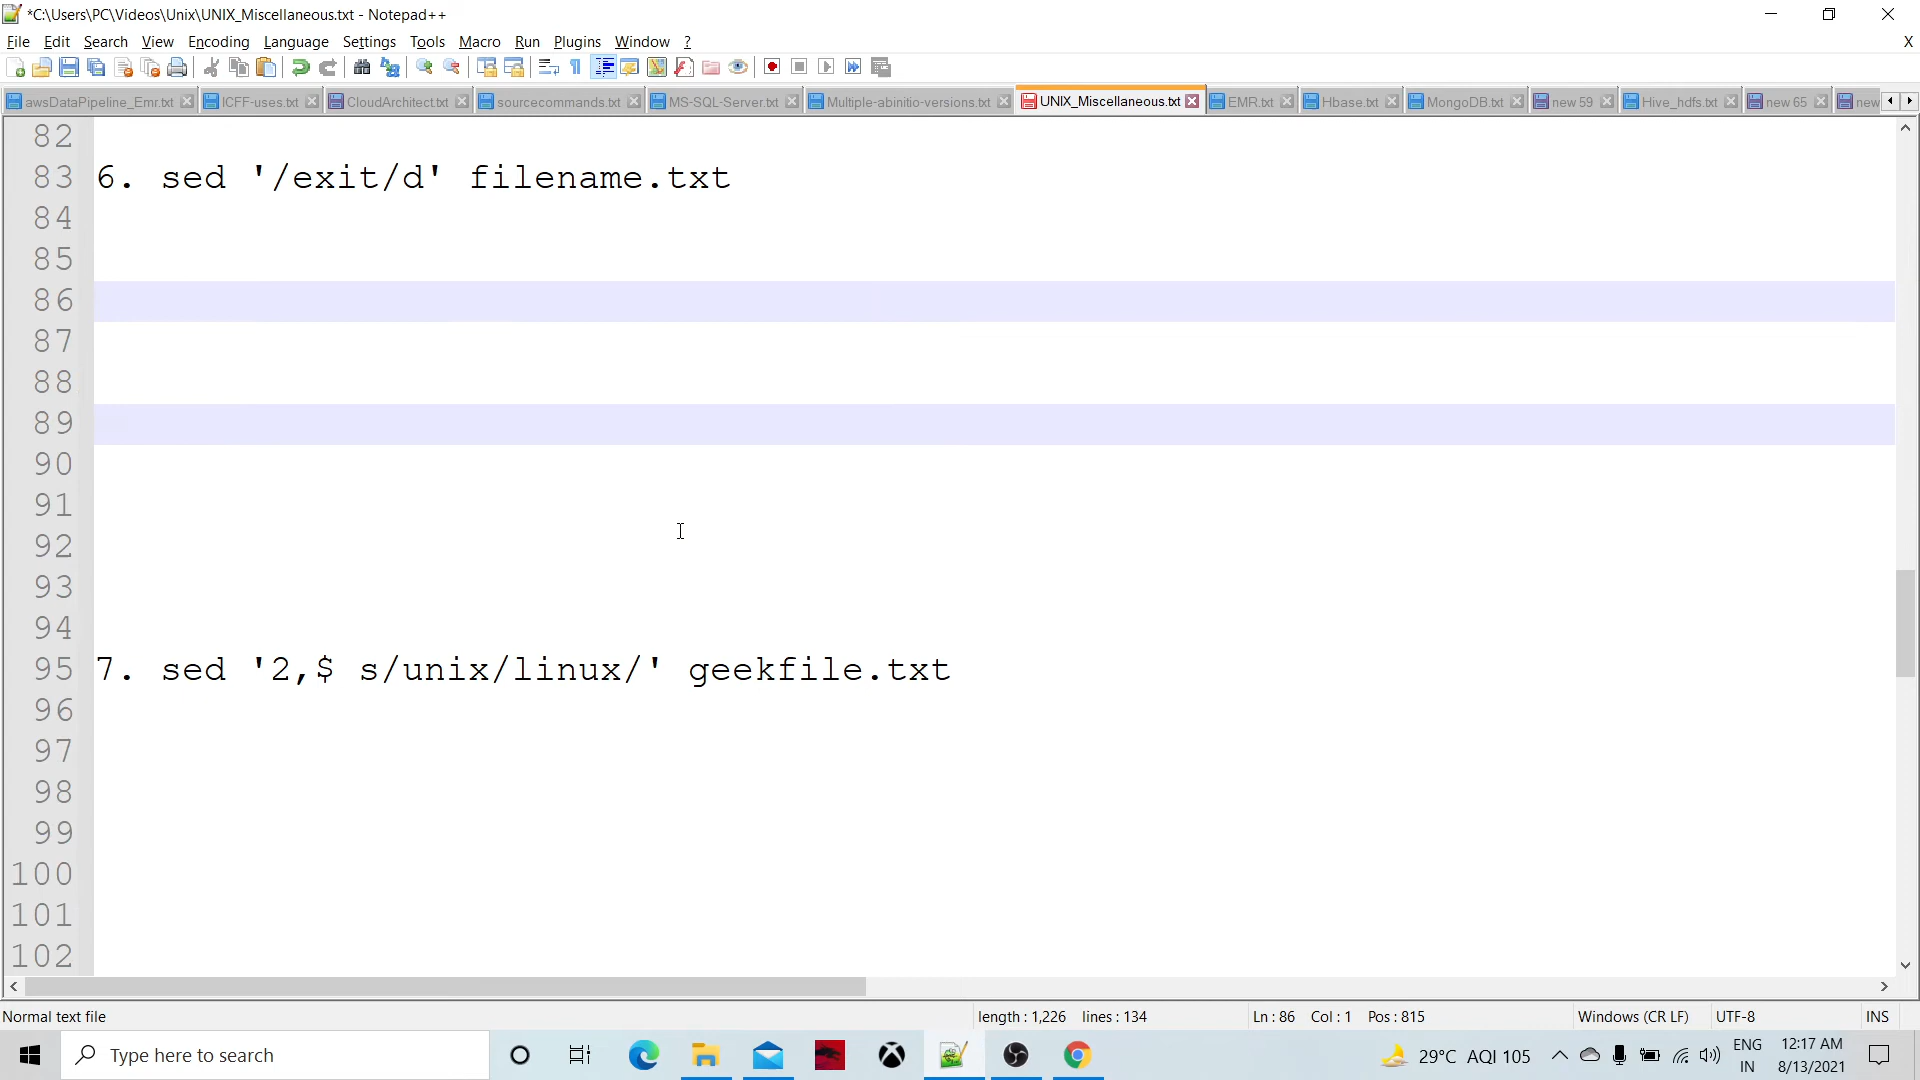 *C:\Users\PC\Videos\Unix\UNIX_Miscellaneous.txt - Notepad++
File Edit Search View Encoding Language Settings Tools Macro Run Plugins Window ? X
awsDataPipeline_Emr.txt ICFF-uses.txt CloudArchitect.txt sourcecommands.txt MS-SQL-Server.txt Multiple-abinitio-versions.txt UNIX_Miscellaneous.txt EMR.txt Hbase.txt MongoDB.txt new 59 Hive_hdfs.txt new 65 new
82
83 6. sed '/exit/d' filename.txt
84
85
86
87
88
89
90
91
92
93
94
95 7. sed '2,$ s/unix/linux/' geekfile.txt
96
97
98
99
100
101
102
Normal text file length : 1,226 lines : 134 Ln : 86 Col : 1 Pos : 815 Windows (CR LF) UTF-8 INS
Type here to search 29°C AQI 105 ENG 12:17 AM
IN 8/13/2021